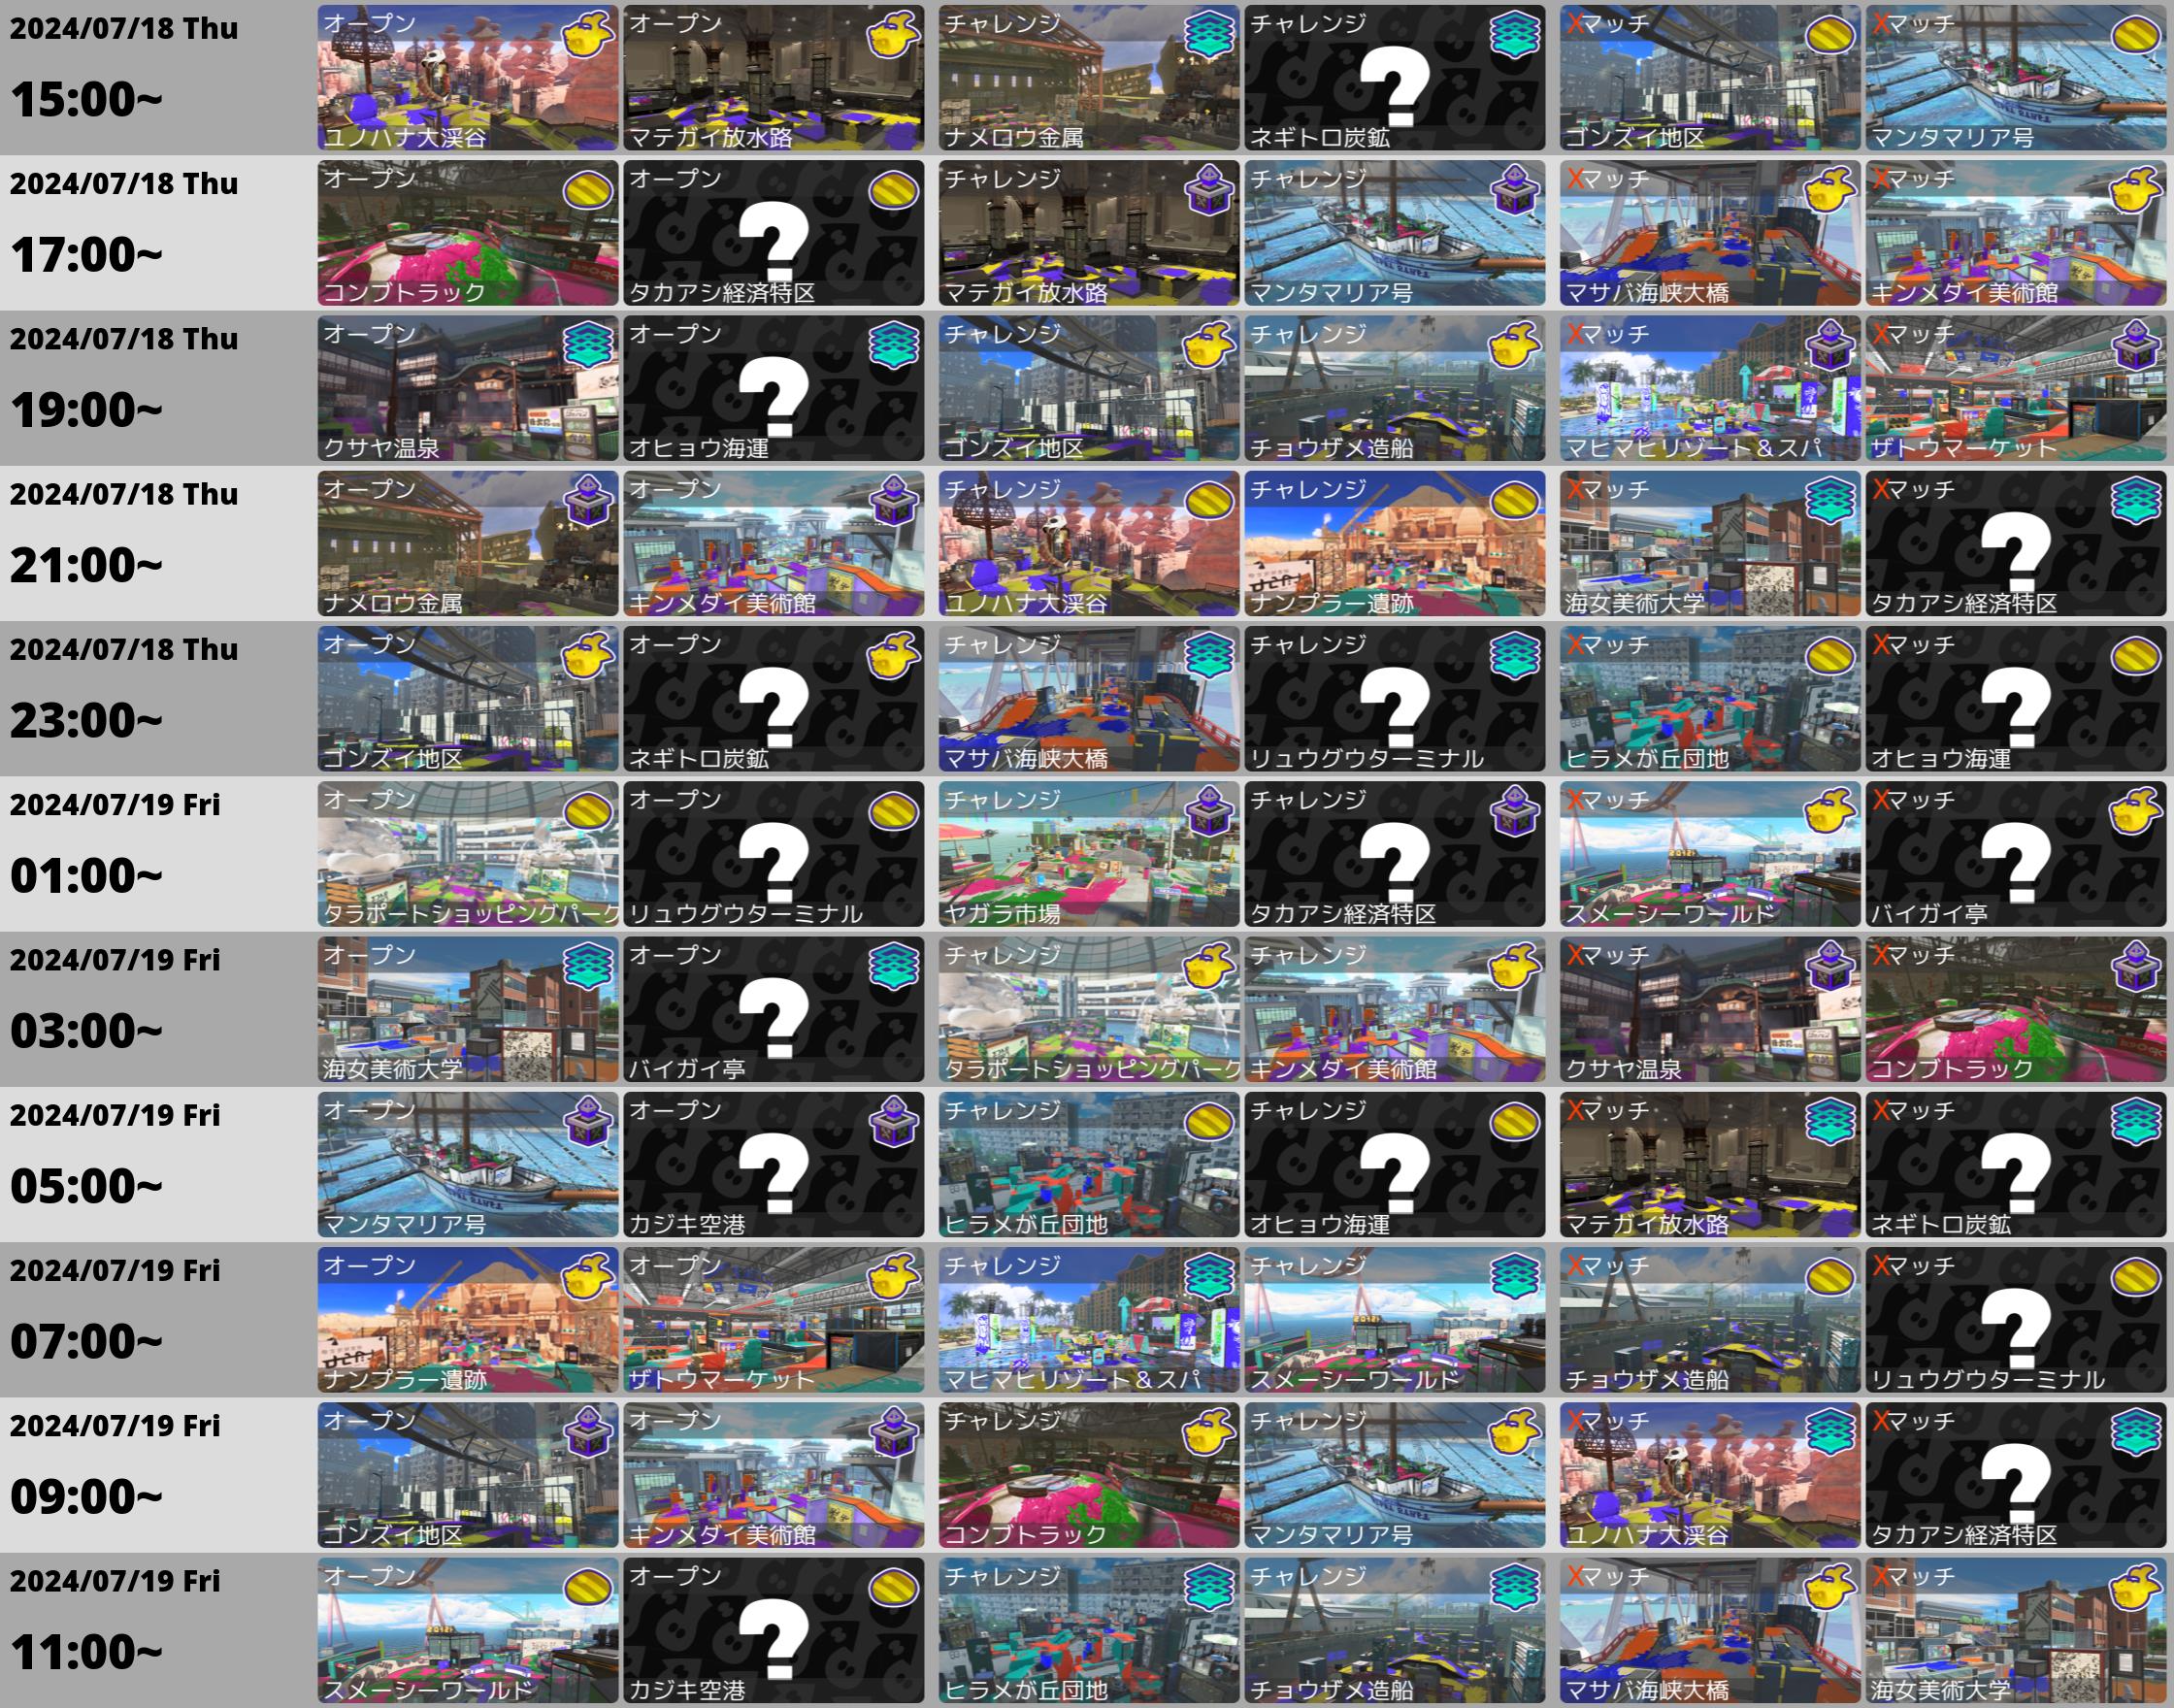 2024/07/18 Thu
15:00~
オープン
ユノハナ大渓谷
オープン
マテガイ放水路
チャレンジ
ナメロウ金属
チャレンジ
?
ネギトロ炭鉱
Xマッチ
ゴンズイ地区
Xマッチ
マンタマリア号
2024/07/18 Thu
17:00~
オープン
コンブトラック
オープン
?
タカアシ経済特区
チャレンジ
マテガイ放水路
チャレンジ
マンタマリア号
Xマッチ
マサバ海峡大橋
Xマッチ
キンメダイ美術館
2024/07/18 Thu
19:00~
オープン
クサヤ温泉
オープン
?
オヒョウ海運
チャレンジ
ゴンズイ地区
チャレンジ
チョウザメ造船
Xマッチ
マヒマヒリゾート&スパ
Xマッチ
ザトウマーケット
2024/07/18 Thu
21:00~
オープン
ナメロウ金属
オープン
キンメダイ美術館
チャレンジ
ユノハナ大渓谷
チャレンジ
ナンプラー遺跡
Xマッチ
海女美術大学
Xマッチ
?
タカアシ経済特区
2024/07/18 Thu
23:00~
オープン
ゴンズイ地区
オープン
?
ネギトロ炭鉱
チャレンジ
マサバ海峡大橋
チャレンジ
?
リュウグウターミナル
Xマッチ
ヒラメが丘団地
Xマッチ
?
オヒョウ海運
2024/07/19 Fri
01:00~
オープン
タラポートショッピングパーク
オープン
?
リュウグウターミナル
チャレンジ
ヤガラ市場
チャレンジ
?
タカアシ経済特区
Xマッチ
スメーシーワールド
Xマッチ
?
バイガイ亭
2024/07/19 Fri
03:00~
オープン
海女美術大学
オープン
?
バイガイ亭
チャレンジ
タラポートショッピングパーク
チャレンジ
キンメダイ美術館
Xマッチ
クサヤ温泉
Xマッチ
コンブトラック
2024/07/19 Fri
05:00~
オープン
マンタマリア号
オープン
?
カジキ空港
チャレンジ
ヒラメが丘団地
チャレンジ
?
オヒョウ海運
Xマッチ
マテガイ放水路
Xマッチ
?
ネギトロ炭鉱
2024/07/19 Fri
07:00~
オープン
ナンプラー遺跡
オープン
ザトウマーケット
チャレンジ
マヒマヒリゾート&スパ
チャレンジ
スメーシーワールド
Xマッチ
チョウザメ造船
Xマッチ
?
リュウグウターミナル
2024/07/19 Fri
09:00~
オープン
ゴンズイ地区
オープン
キンメダイ美術館
チャレンジ
コンブトラック
チャレンジ
マンタマリア号
Xマッチ
ユノハナ大渓谷
Xマッチ
?
タカアシ経済特区
2024/07/19 Fri
11:00~
オープン
スメーシーワールド
オープン
?
カジキ空港
チャレンジ
ヒラメが丘団地
チャレンジ
チョウザメ造船
Xマッチ
マサバ海峡大橋
Xマッチ
海女美術大学